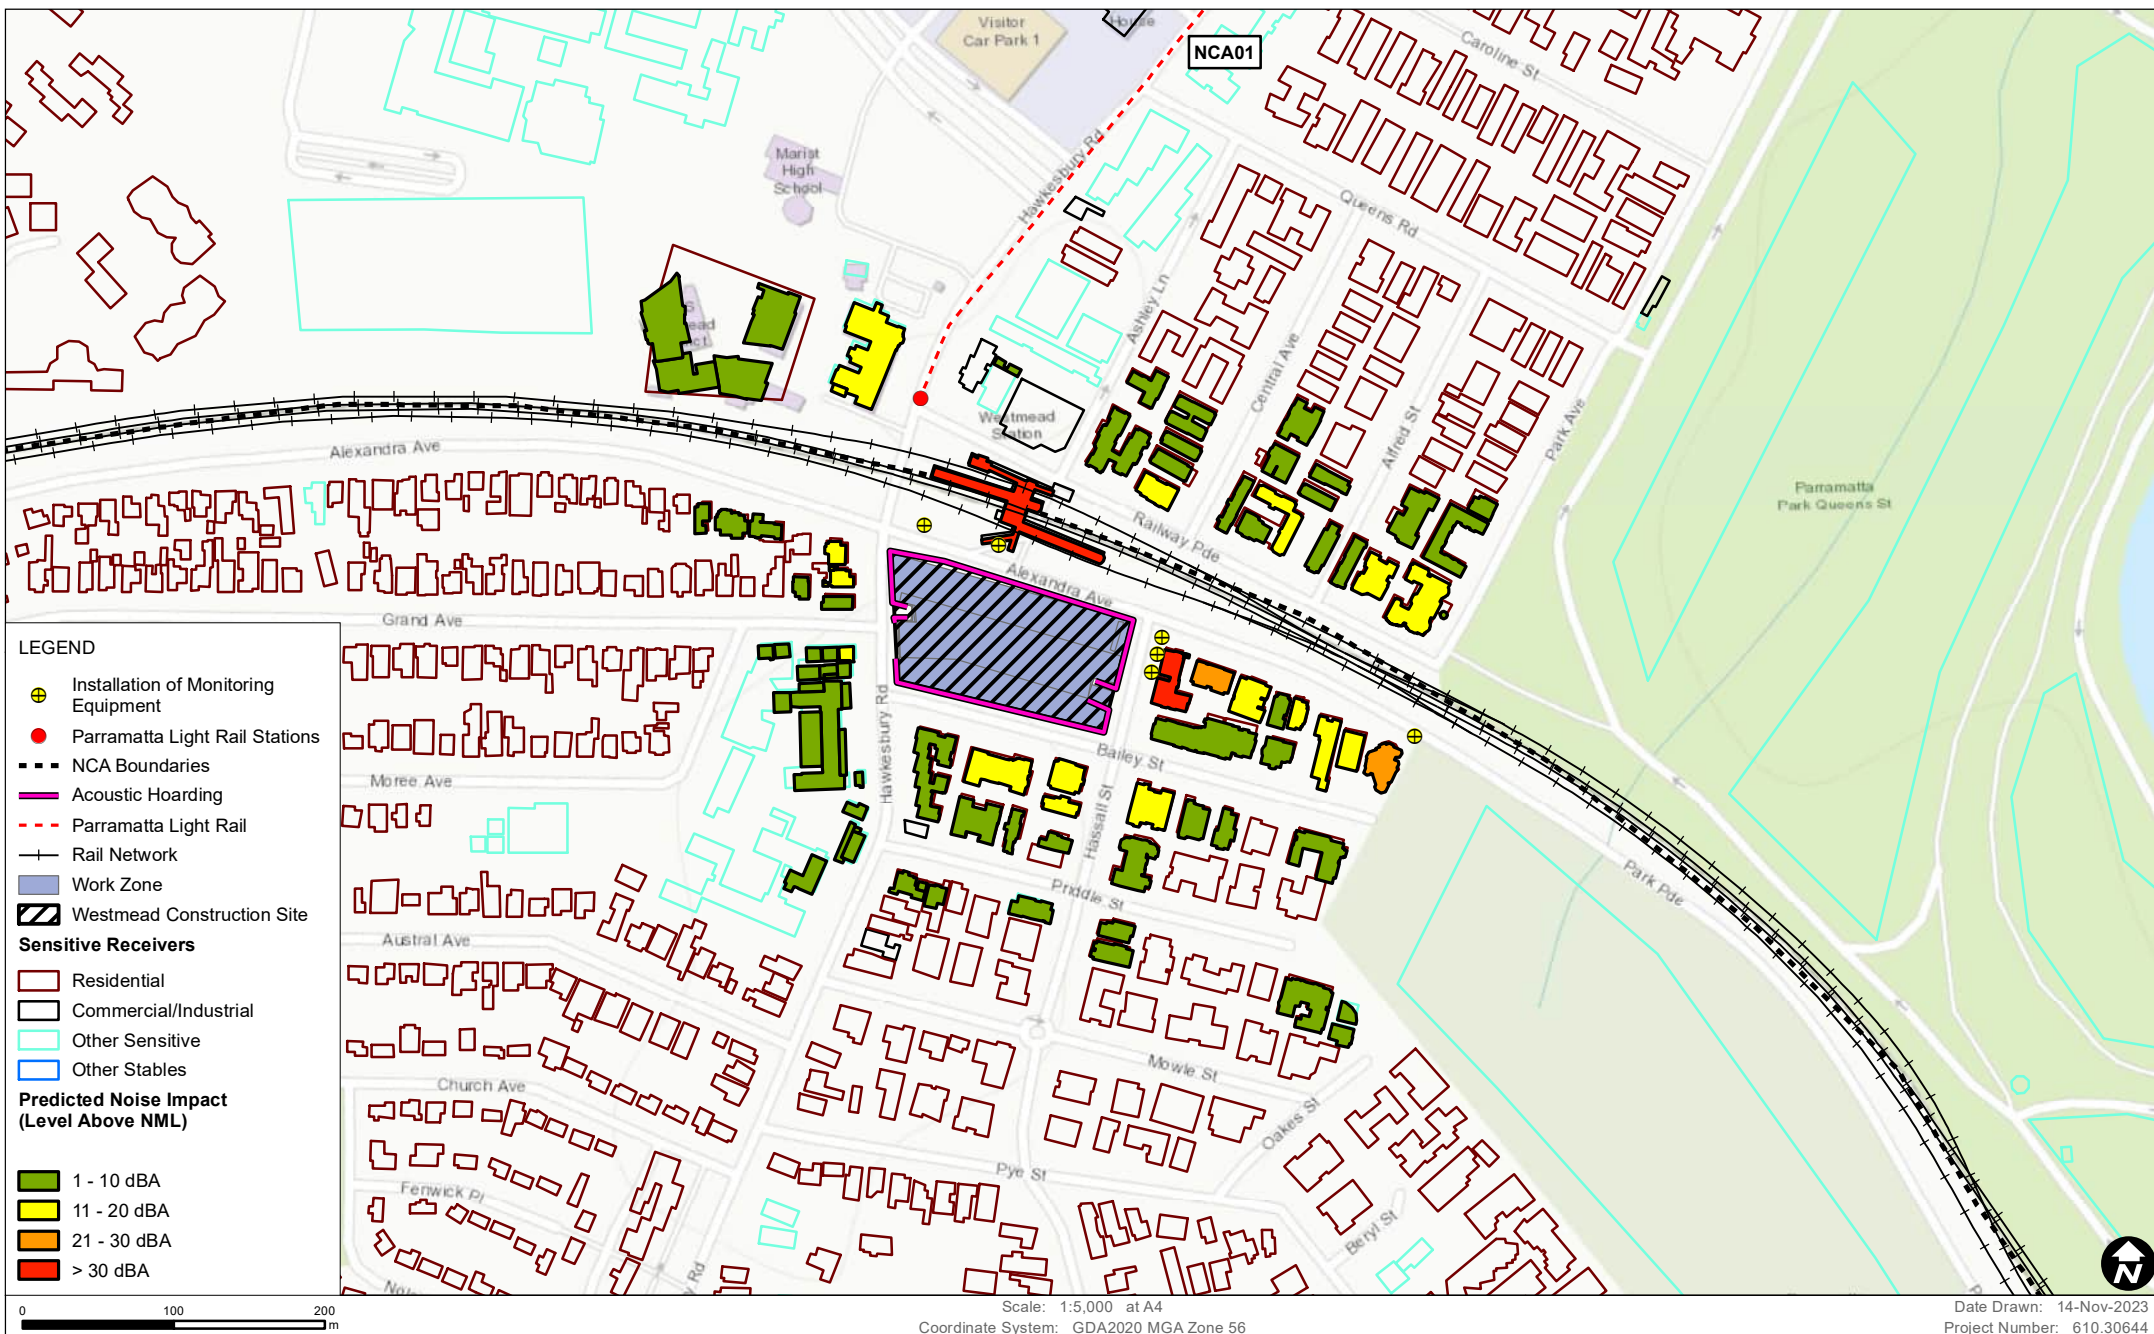 Visitor
Car Park 1
House
NCA01
Caroline St
Marist
High
School
Hawkesbury Rd
Queens Rd
Ashley Ln
Central Ave
Alfred St
Park Ave
Westmead
Station
Parramatta
Park Queens St
Alexandra Ave
Railway Pde
Alexandra Ave
Grand Ave
Hawkesbury Rd
Bailey St
Moree Ave
Hassall St
Priddle St
Park Pde
Austral Ave
Mowle St
Church Ave
Oakes St
Pye St
Fenwick Pl
Beryl St
LEGEND
Installation of Monitoring
Equipment
Parramatta Light Rail Stations
NCA Boundaries
Acoustic Hoarding
Parramatta Light Rail
Rail Network
Work Zone
Westmead Construction Site
Sensitive Receivers
Residential
Commercial/Industrial
Other Sensitive
Other Stables
Predicted Noise Impact
(Level Above NML)
1 - 10 dBA
11 - 20 dBA
21 - 30 dBA
> 30 dBA
N
0 100 200
m
Scale: 1:5,000 at A4
Coordinate System: GDA2020 MGA Zone 56
Date Drawn: 14-Nov-2023
Project Number: 610.30644